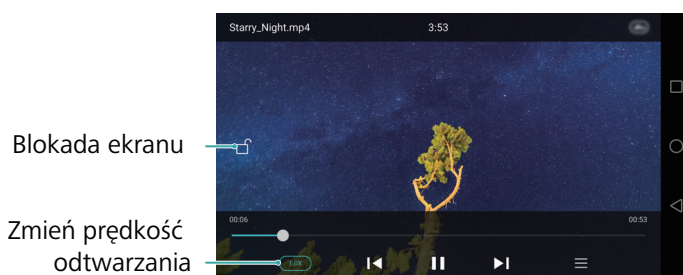 Starry_Night.mp4 3:53
Blokada ekranu
00:06 00:53
Zmień prędkość
odtwarzania
1.0X